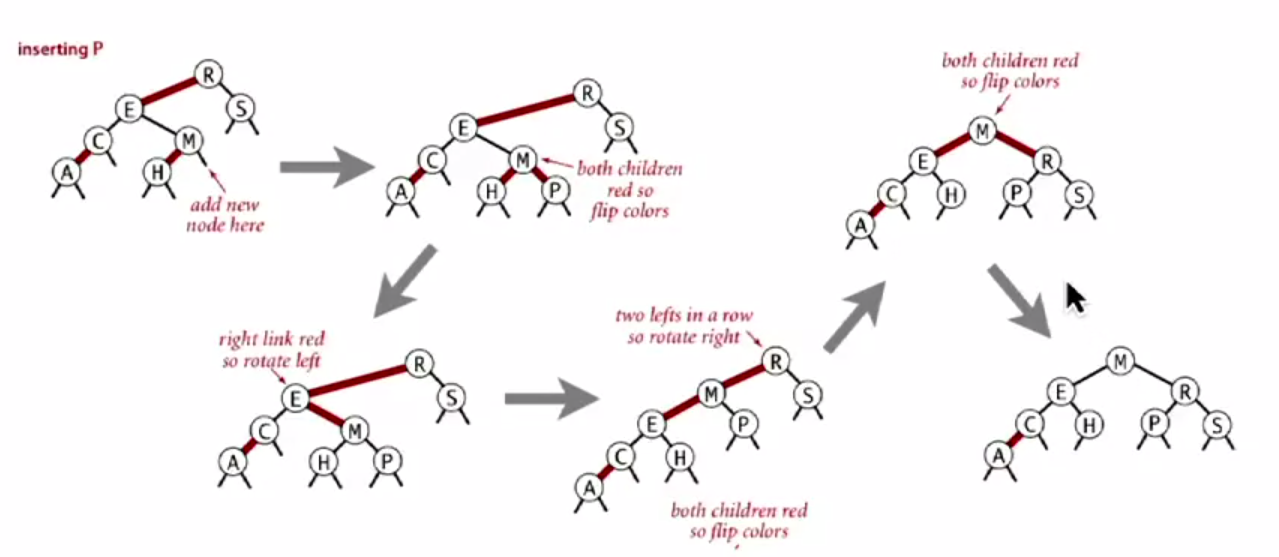 inserting P
R
E
S
C
M
A
H
add new
node here
R
E
S
C
M
A
H
P
both children
red so
flip colors
right link red
so rotate left
R
E
S
C
M
A
H
P
two lefts in a row
so rotate right
R
M
S
E
P
C
H
A
both children red
so flip colors
both children red
so flip colors
M
E
R
C
H
P
S
A
M
E
R
C
H
P
S
A